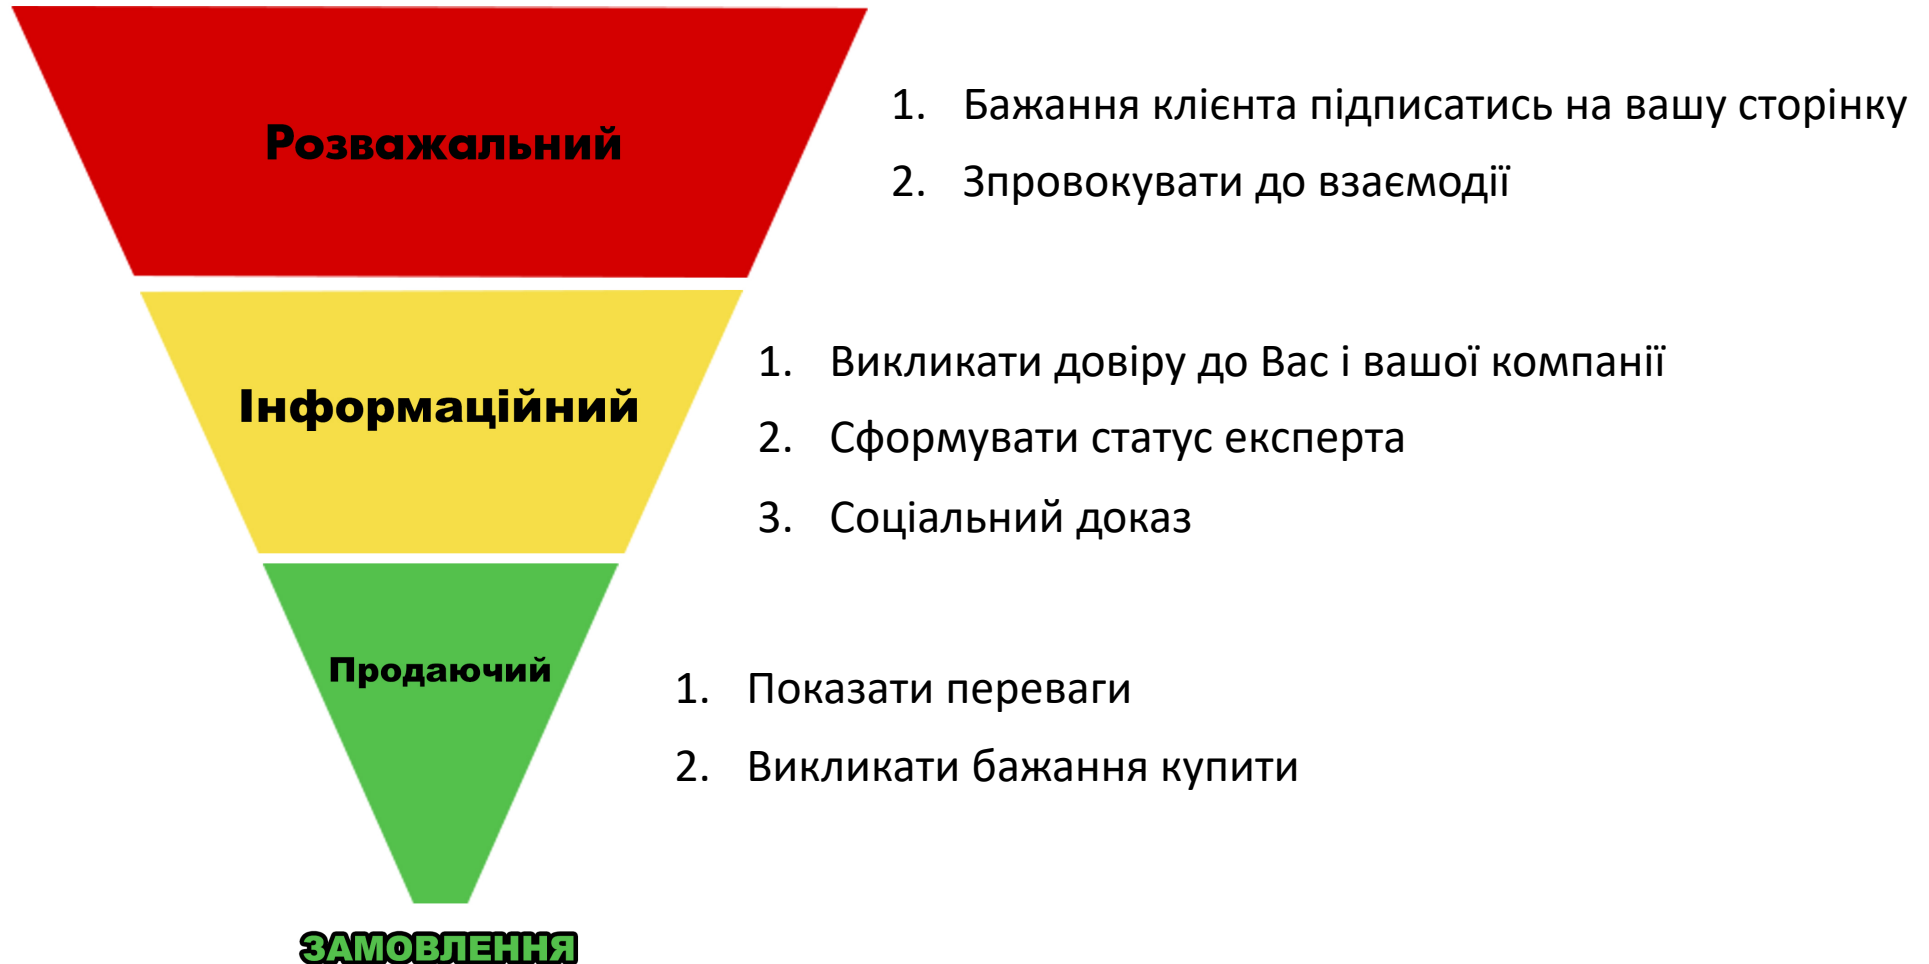 Розважальний
1. Бажання клієнта підписатись на вашу сторінку
2. Зпровокувати до взаємодії
Інформаційний
1. Викликати довіру до Вас і вашої компанії
2. Сформувати статус експерта
3. Соціальний доказ
Продаючий
1. Показати переваги
2. Викликати бажання купити
ЗАМОВЛЕННЯ